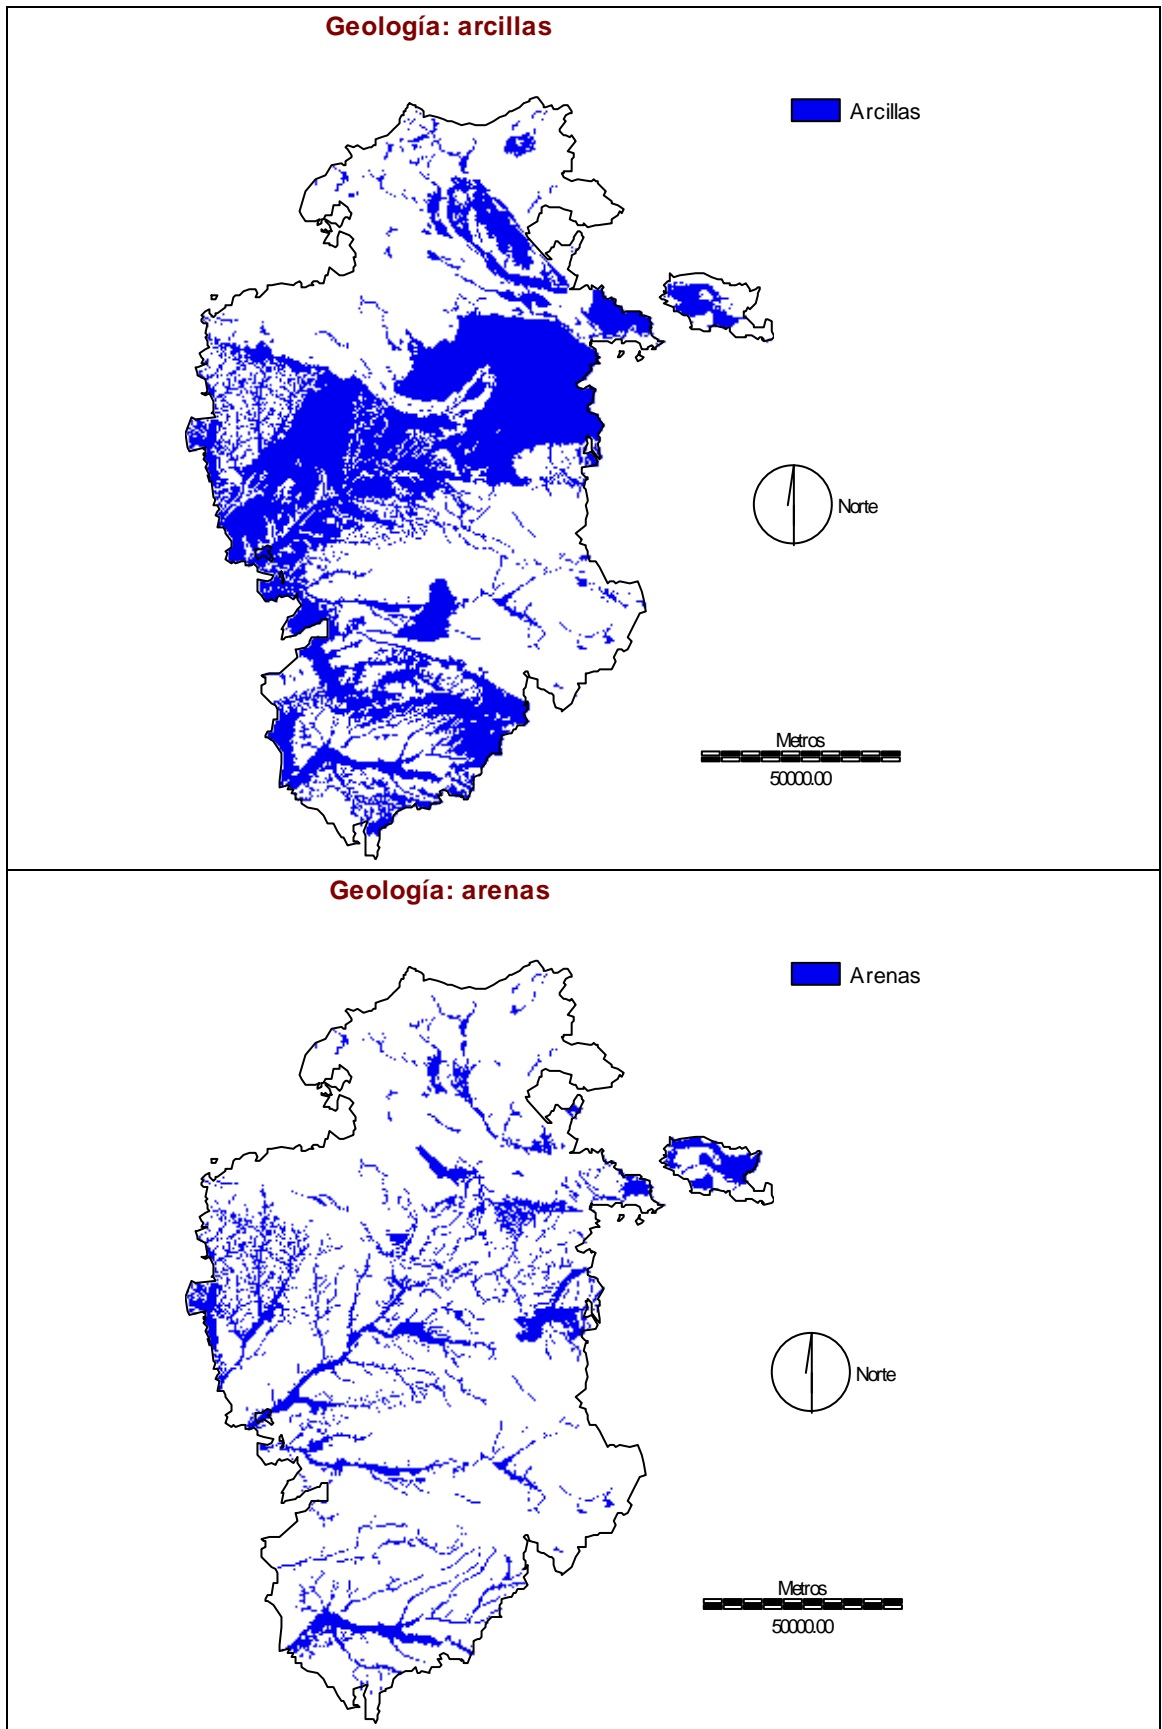 Geología: arcillas
Arcillas
Norte
Metros
50000.00
Geología: arenas
Arenas
Norte
Metros
50000.00